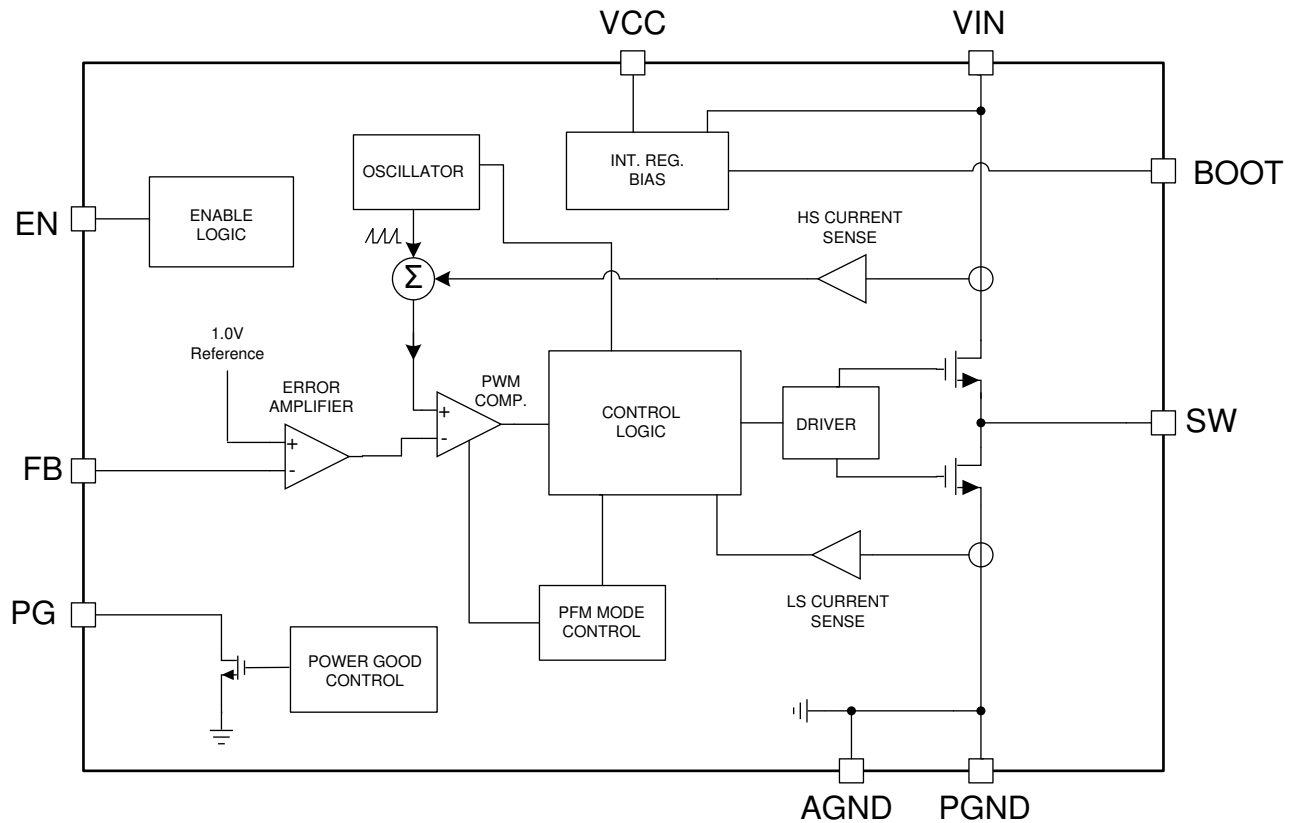 VCC
VIN
OSCILLATOR
INT. REG.
BIAS
BOOT
EN
ENABLE
LOGIC
HS CURRENT
SENSE
Σ
1.0V
Reference
ERROR
AMPLIFIER
PWM
COMP.
+
-
+
-
CONTROL
LOGIC
DRIVER
SW
FB
PG
PFM MODE
CONTROL
LS CURRENT
SENSE
POWER GOOD
CONTROL
AGND
PGND